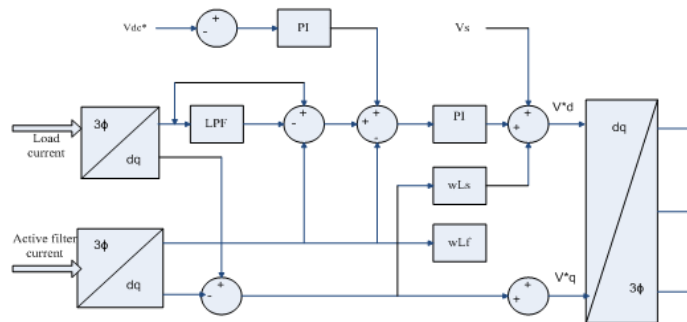 Vdc*
-
+
PI
Vs
3ϕ
dq
Load
current
LPF
-
+
+
+
-
PI
+
+
+
V*d
dq
3ϕ
wLs
wLf
Active filter
current
3ϕ
dq
-
+
+
+
V*q